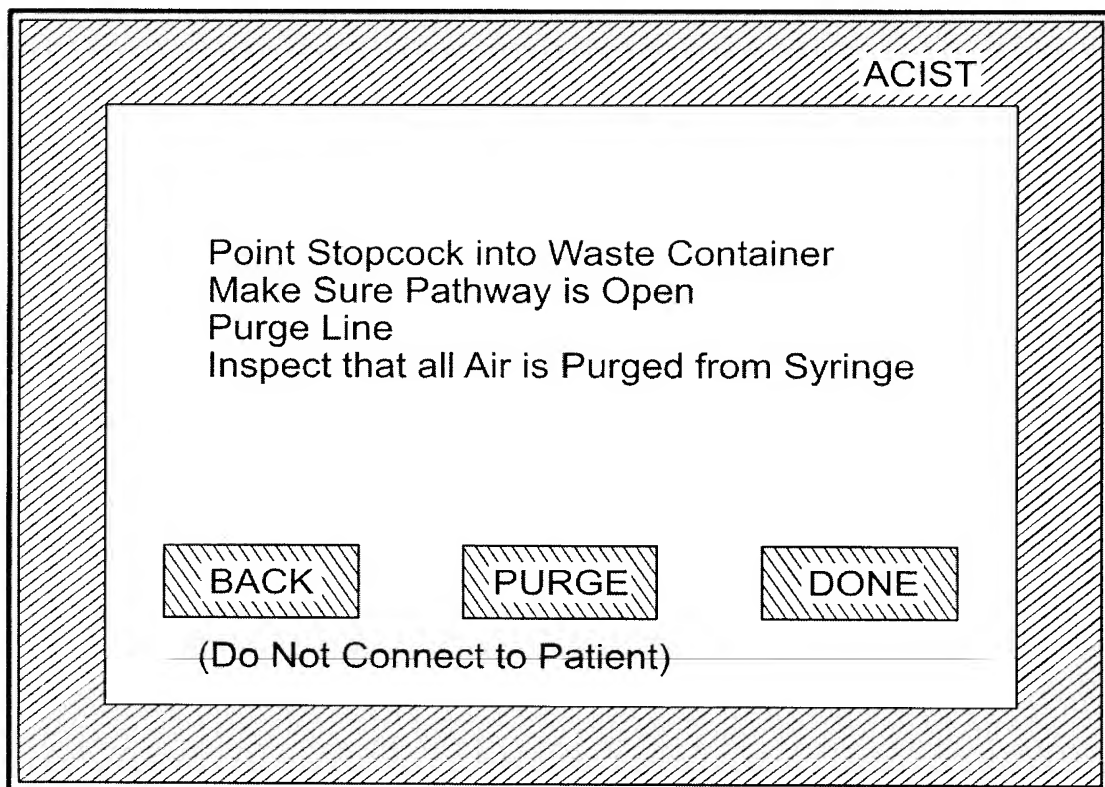 ACIST
Point Stopcock into Waste Container
Make Sure Pathway is Open
Purge Line
Inspect that all Air is Purged from Syringe
BACK PURGE DONE
(Do Not Connect to Patient)